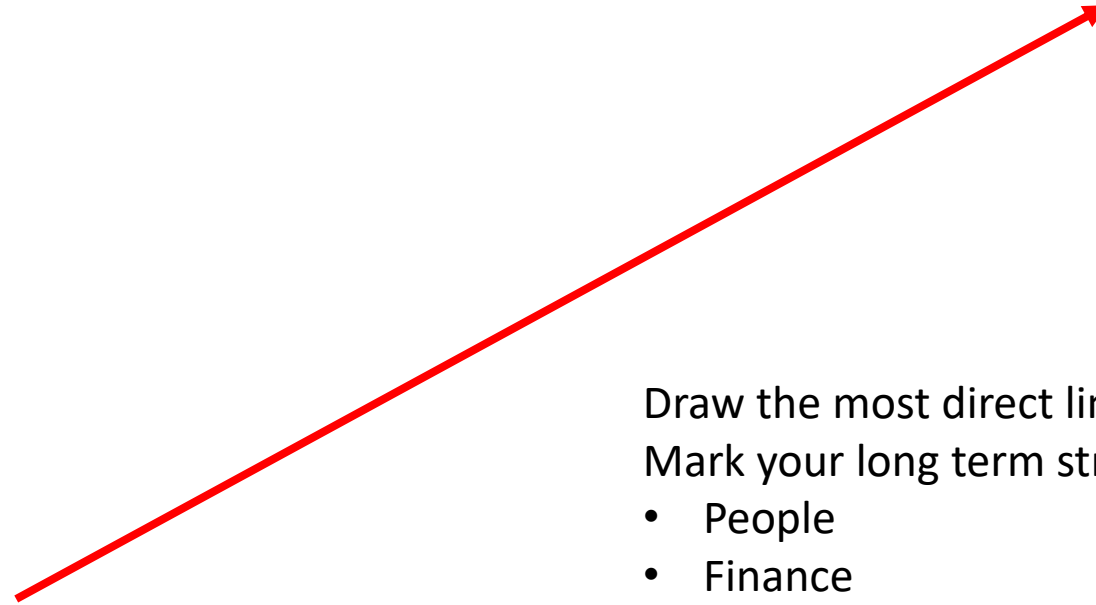 Draw the most direct
Mark your long term
• People
• Finance